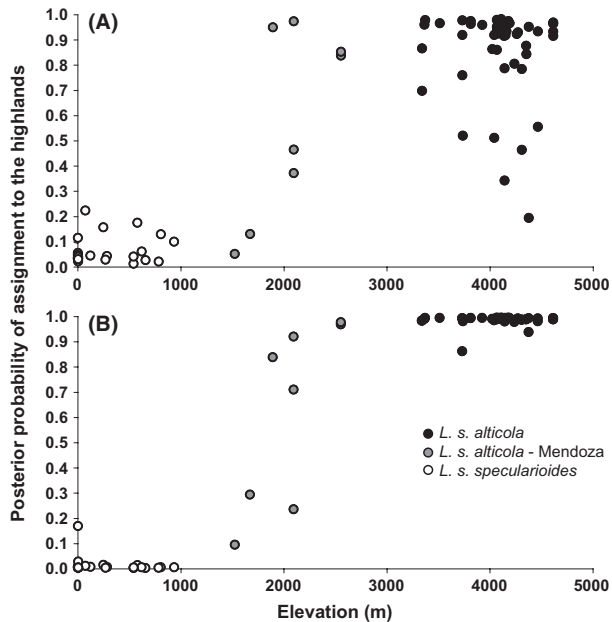 Posterior probability of assignment to the highlands
(A)
1.0
0.9
0.8
0.7
0.6
0.5
0.4
0.3
0.2
0.1
0.0
0 1000 2000 3000 4000 5000
(B)
1.0
0.9
0.8
0.7
0.6
0.5
0.4
0.3
0.2
0.1
0.0
L. s. alticola
L. s. alticola - Mendoza
L. s. specularioides
0 1000 2000 3000 4000 5000
Elevation (m)